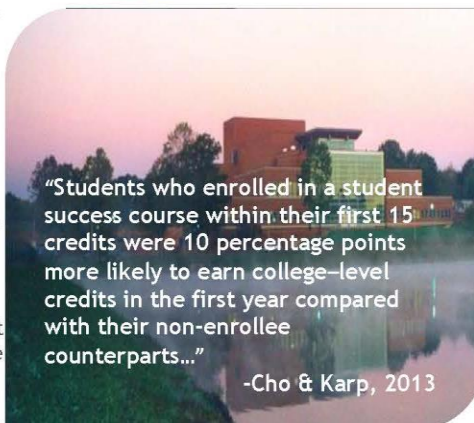 “Students who enrolled in a student
success course within their first 15
credits were 10 percentage points
more likely to earn college–level
credits in the first year compared
with their non-enrollee
counterparts…”
-Cho & Karp, 2013